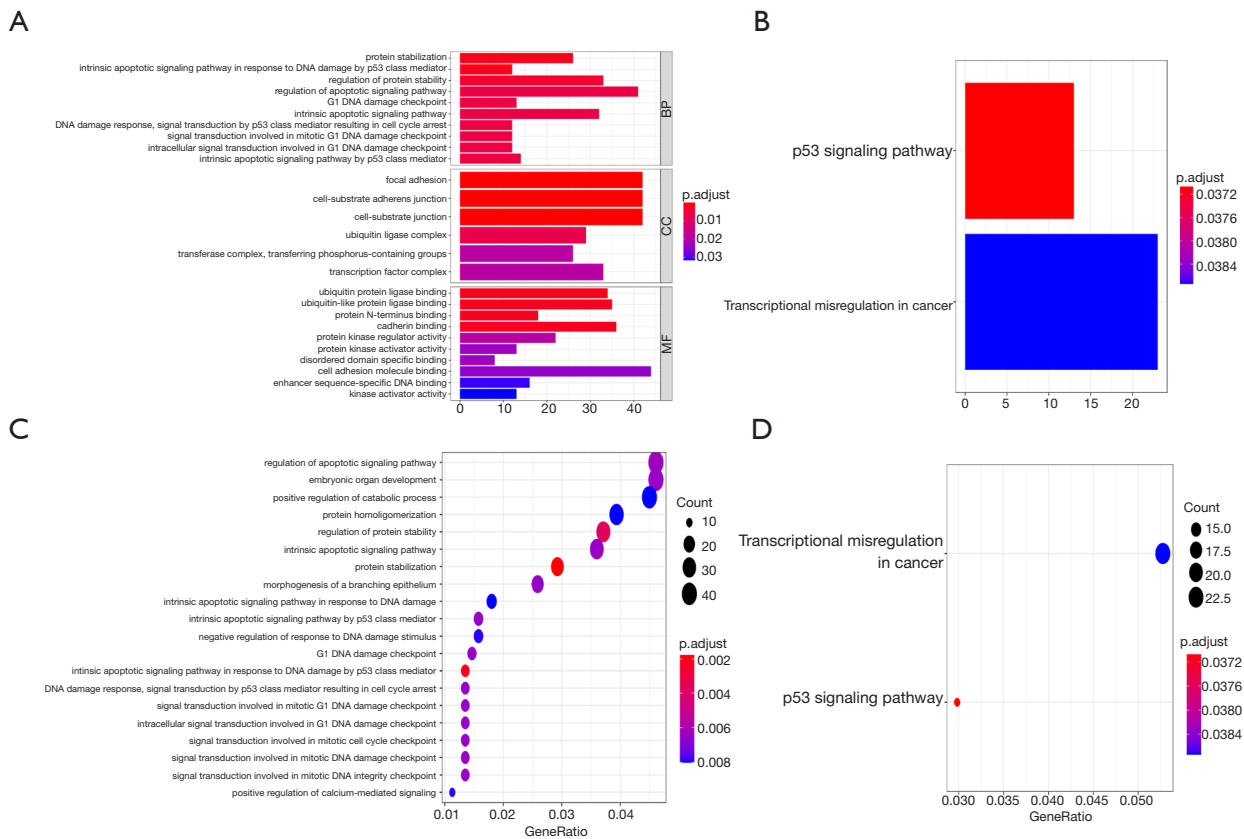 A
protein stabilization
intrinsic apoptotic signaling pathway in response to DNA damage by p53 class mediator
regulation of protein stability
regulation of apoptotic signaling pathway
G1 DNA damage checkpoint
intrinsic apoptotic signaling pathway
DNA damage response, signal transduction by p53 class mediator resulting in cell cycle arrest
signal transduction involved in mitotic G1 DNA damage checkpoint
intracellular signal transduction involved in G1 DNA damage checkpoint
intrinsic apoptotic signaling pathway by p53 class mediator
BP
focal adhesion
cell-substrate adherens junction
cell-substrate junction
ubiquitin ligase complex
transferase complex, transferring phosphorus-containing groups
transcription factor complex
CC
ubiquitin protein ligase binding
ubiquitin-like protein ligase binding
protein N-terminus binding
cadherin binding
protein kinase regulator activity
protein kinase activator activity
disordered domain specific binding
cell adhesion molecule binding
enhancer sequence-specific DNA binding
kinase activator activity
MF
0 10 20 30 40
p.adjust
0.01
0.02
0.03
B
p53 signaling pathway
Transcriptional misregulation in cancer
0 5 10 15 20
p.adjust
0.0372
0.0376
0.0380
0.0384
C
regulation of apoptotic signaling pathway
embryonic organ development
positive regulation of catabolic process
protein homoligomerization
regulation of protein stability
intrinsic apoptotic signaling pathway
protein stabilization
morphogenesis of a branching epithelium
intrinsic apoptotic signaling pathway in response to DNA damage
intrinsic apoptotic signaling pathway by p53 class mediator
negative regulation of response to DNA damage stimulus
G1 DNA damage checkpoint
intinsic apoptotic signaling pathway in response to DNA damage by p53 class mediator
DNA damage response, signal transduction by p53 class mediator resulting in cell cycle arrest
signal transduction involved in mitotic G1 DNA damage checkpoint
intracellular signal transduction involved in G1 DNA damage checkpoint
signal transduction involved in mitotic cell cycle checkpoint
signal transduction involved in mitotic DNA damage checkpoint
signal transduction involved in mitotic DNA integrity checkpoint
positive regulation of calcium-mediated signaling
0.01 0.02 0.03 0.04
GeneRatio
Count
10
20
30
40
p.adjust
0.002
0.004
0.006
0.008
D
Transcriptional misregulation
in cancer
p53 signaling pathway
0.030 0.035 0.040 0.045 0.050
GeneRatio
Count
15.0
17.5
20.0
22.5
p.adjust
0.0372
0.0376
0.0380
0.0384